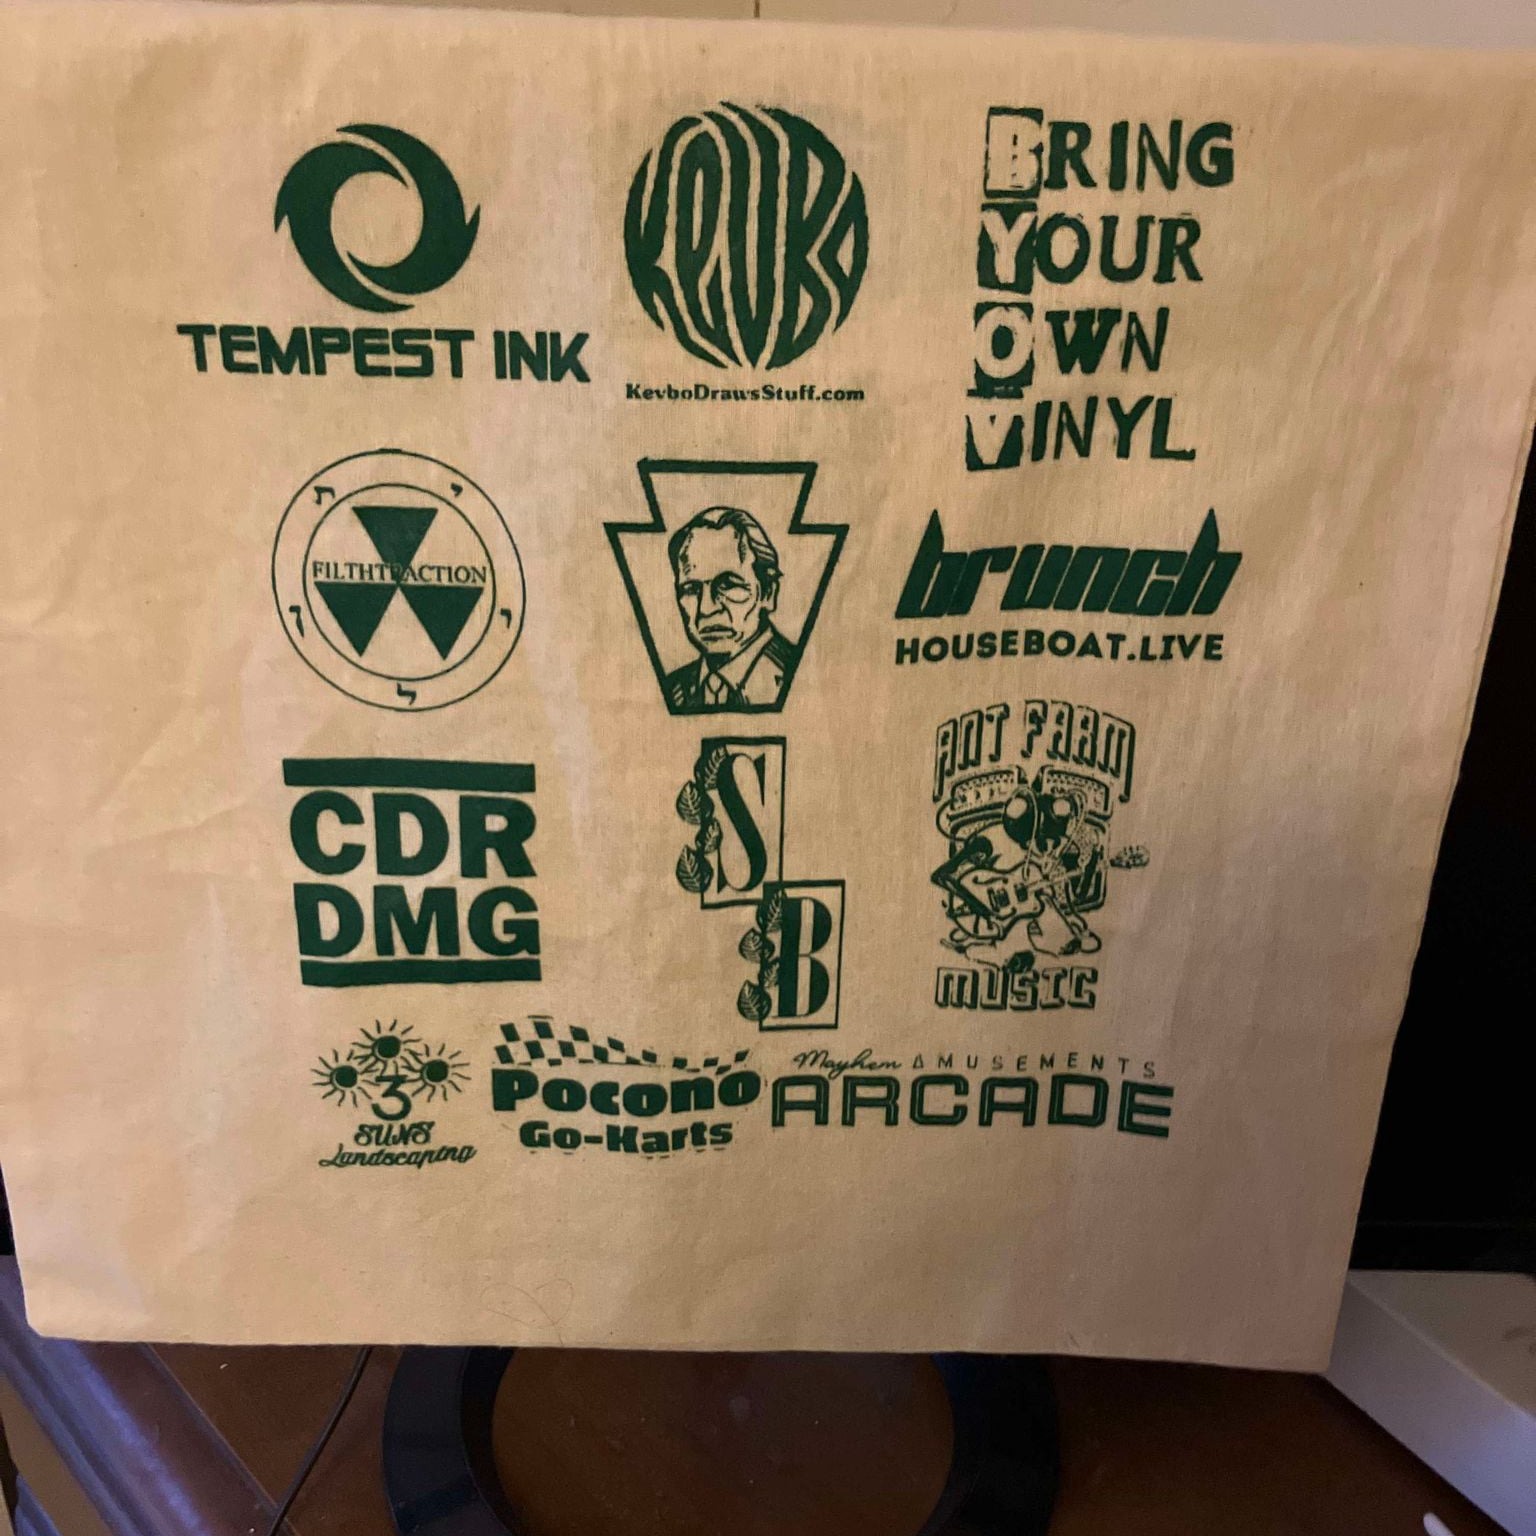 TEMPEST INK
KEVBO
KevboDrawsStuff.com
BRING
YOUR
OWN
VINYL
ת
י
FILTHTRACTION
ן
ו
ל
brunch
HOUSEBOAT.LIVE
CDR
DMG
S
B
ANT FARM
MUSIC
3
SUNS
Landscaping
Pocono
Go-Karts
Mayhem AMUSEMENTS
ARCADE